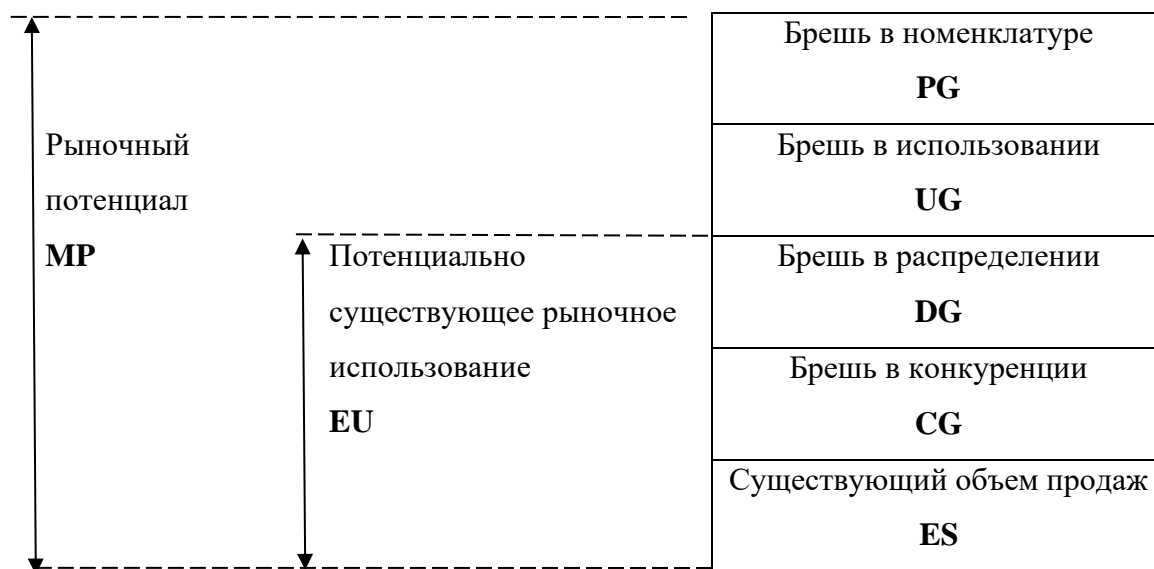 Брешь в номенклатуре
PG
Рыночный
потенциал
MP
Брешь в использовании
UG
Потенциально
существующее рыночное
использование
EU
Брешь в распределении
DG
Брешь в конкуренции
CG
Существующий объем продаж
ES